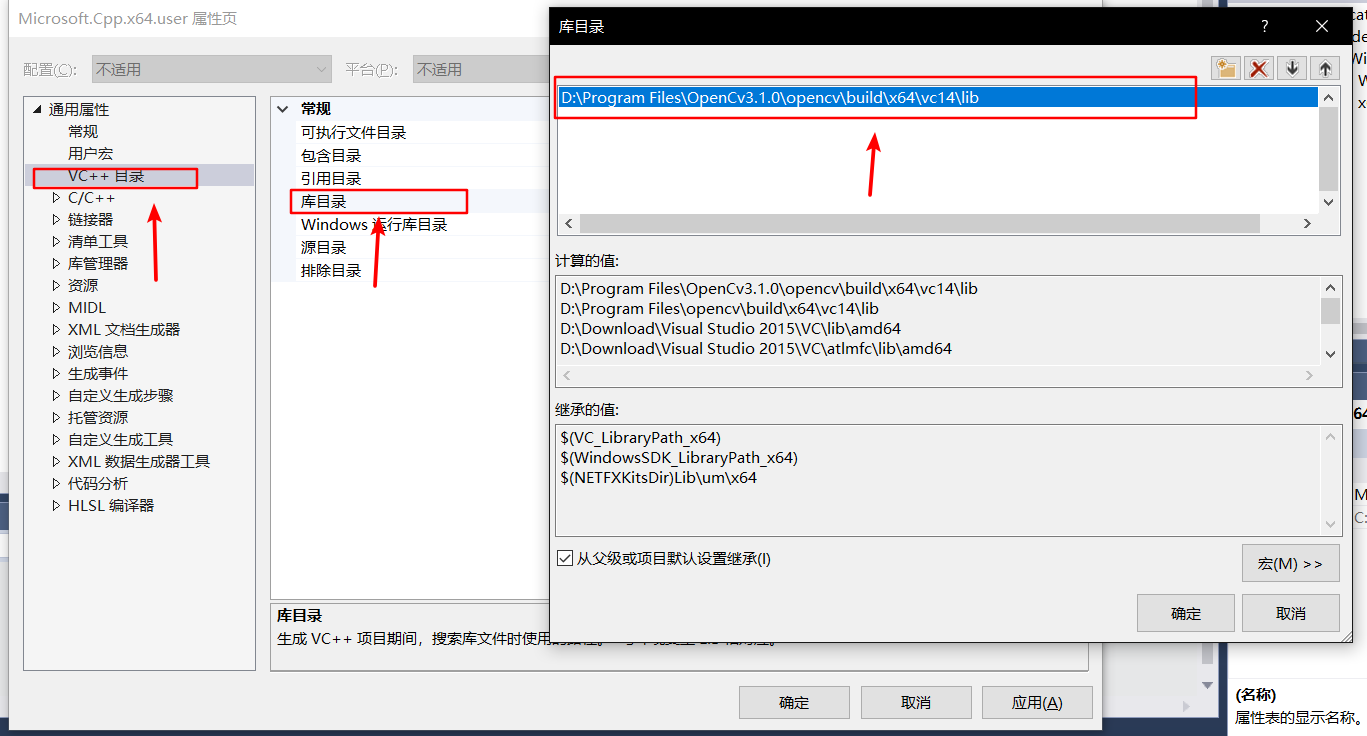 Microsoft.Cpp.x64.user 属性页
配置(C):
不适用
平台(P):
不适用
通用属性
常规
用户宏
VC++ 目录
C/C++
链接器
清单工具
库管理器
资源
MIDL
XML 文档生成器
浏览信息
生成事件
自定义生成步骤
托管资源
自定义生成工具
XML 数据生成器工具
代码分析
HLSL 编译器
常规
可执行文件目录
包含目录
引用目录
库目录
Windows 运行库目录
源目录
排除目录
库目录
生成 VC++ 项目期间，搜索库文件时使用的路径。
确定
取消
应用(A)
库目录
?
D:\Program Files\OpenCv3.1.0\opencv\build\x64\vc14\lib
计算的值:
D:\Program Files\OpenCv3.1.0\opencv\build\x64\vc14\lib
D:\Program Files\opencv\build\x64\vc14\lib
D:\Download\Visual Studio 2015\VC\lib\amd64
D:\Download\Visual Studio 2015\VC\atlmfc\lib\amd64
继承的值:
$(VC_LibraryPath_x64)
$(WindowsSDK_LibraryPath_x64)
$(NETFXKitsDir)Lib\um\x64
从父级或项目默认设置继承(I)
宏(M) >>
确定
取消
(名称)
属性表的显示名称。